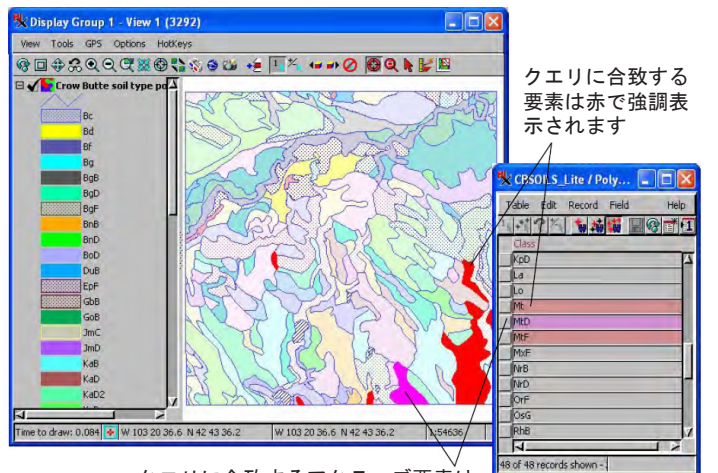 Display Group 1 - View 1 (3292)
View Tools GPS Options HotKeys
Crow Butte soil type po
Bc
Bd
Bf
Bg
BgB
BgD
BgF
BnB
BnD
BoD
DuB
EpF
GbB
GoB
JmC
JmD
KaB
KaD
KaD2
Time to draw: 0.084 W 103 20 36.6 N 42 43 36.2 W 103 20 36.6 N 42 43 36.2 1:54636
クエリに合致する
要素は赤で強調表
示されます
CBSOILS_Lite / Poly...
Table Edit Record Field Help
Class
KpD
La
Lo
Mt
MtD
MtF
MxF
NrB
NrD
OrF
OsG
RhB
48 of 48 records shown -